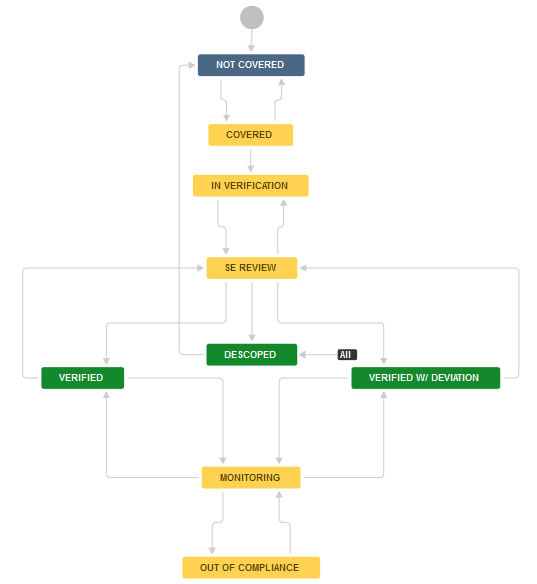 NOT COVERED
COVERED
IN VERIFICATION
SE REVIEW
DESCOPED
All
VERIFIED
VERIFIED W/ DEVIATION
MONITORING
OUT OF COMPLIANCE